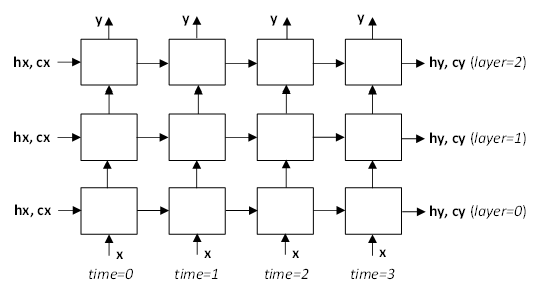 y y y y
hx, cx hy, cy (layer=2)
hx, cx hy, cy (layer=1)
hx, cx hy, cy (layer=0)
x x x x
time=0 time=1 time=2 time=3